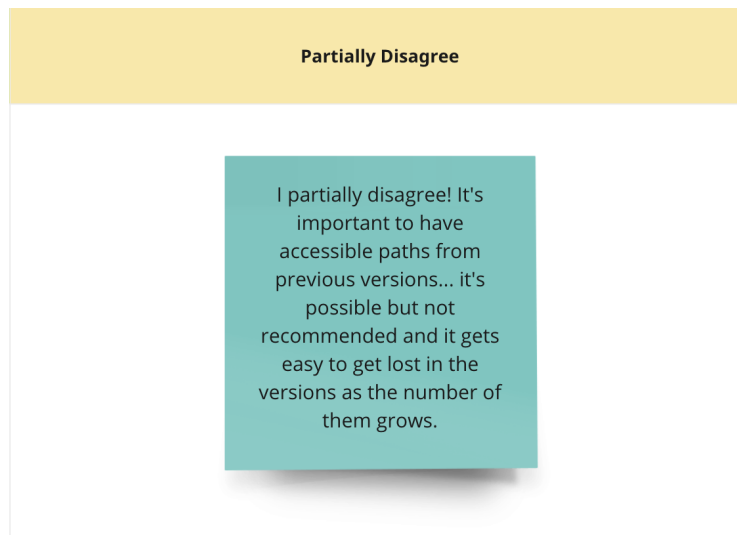 Partially Disagree
I partially disagree! It's
important to have
accessible paths from
previous versions... it's
possible but not
recommended and it gets
easy to get lost in the
versions as the number of
them grows.